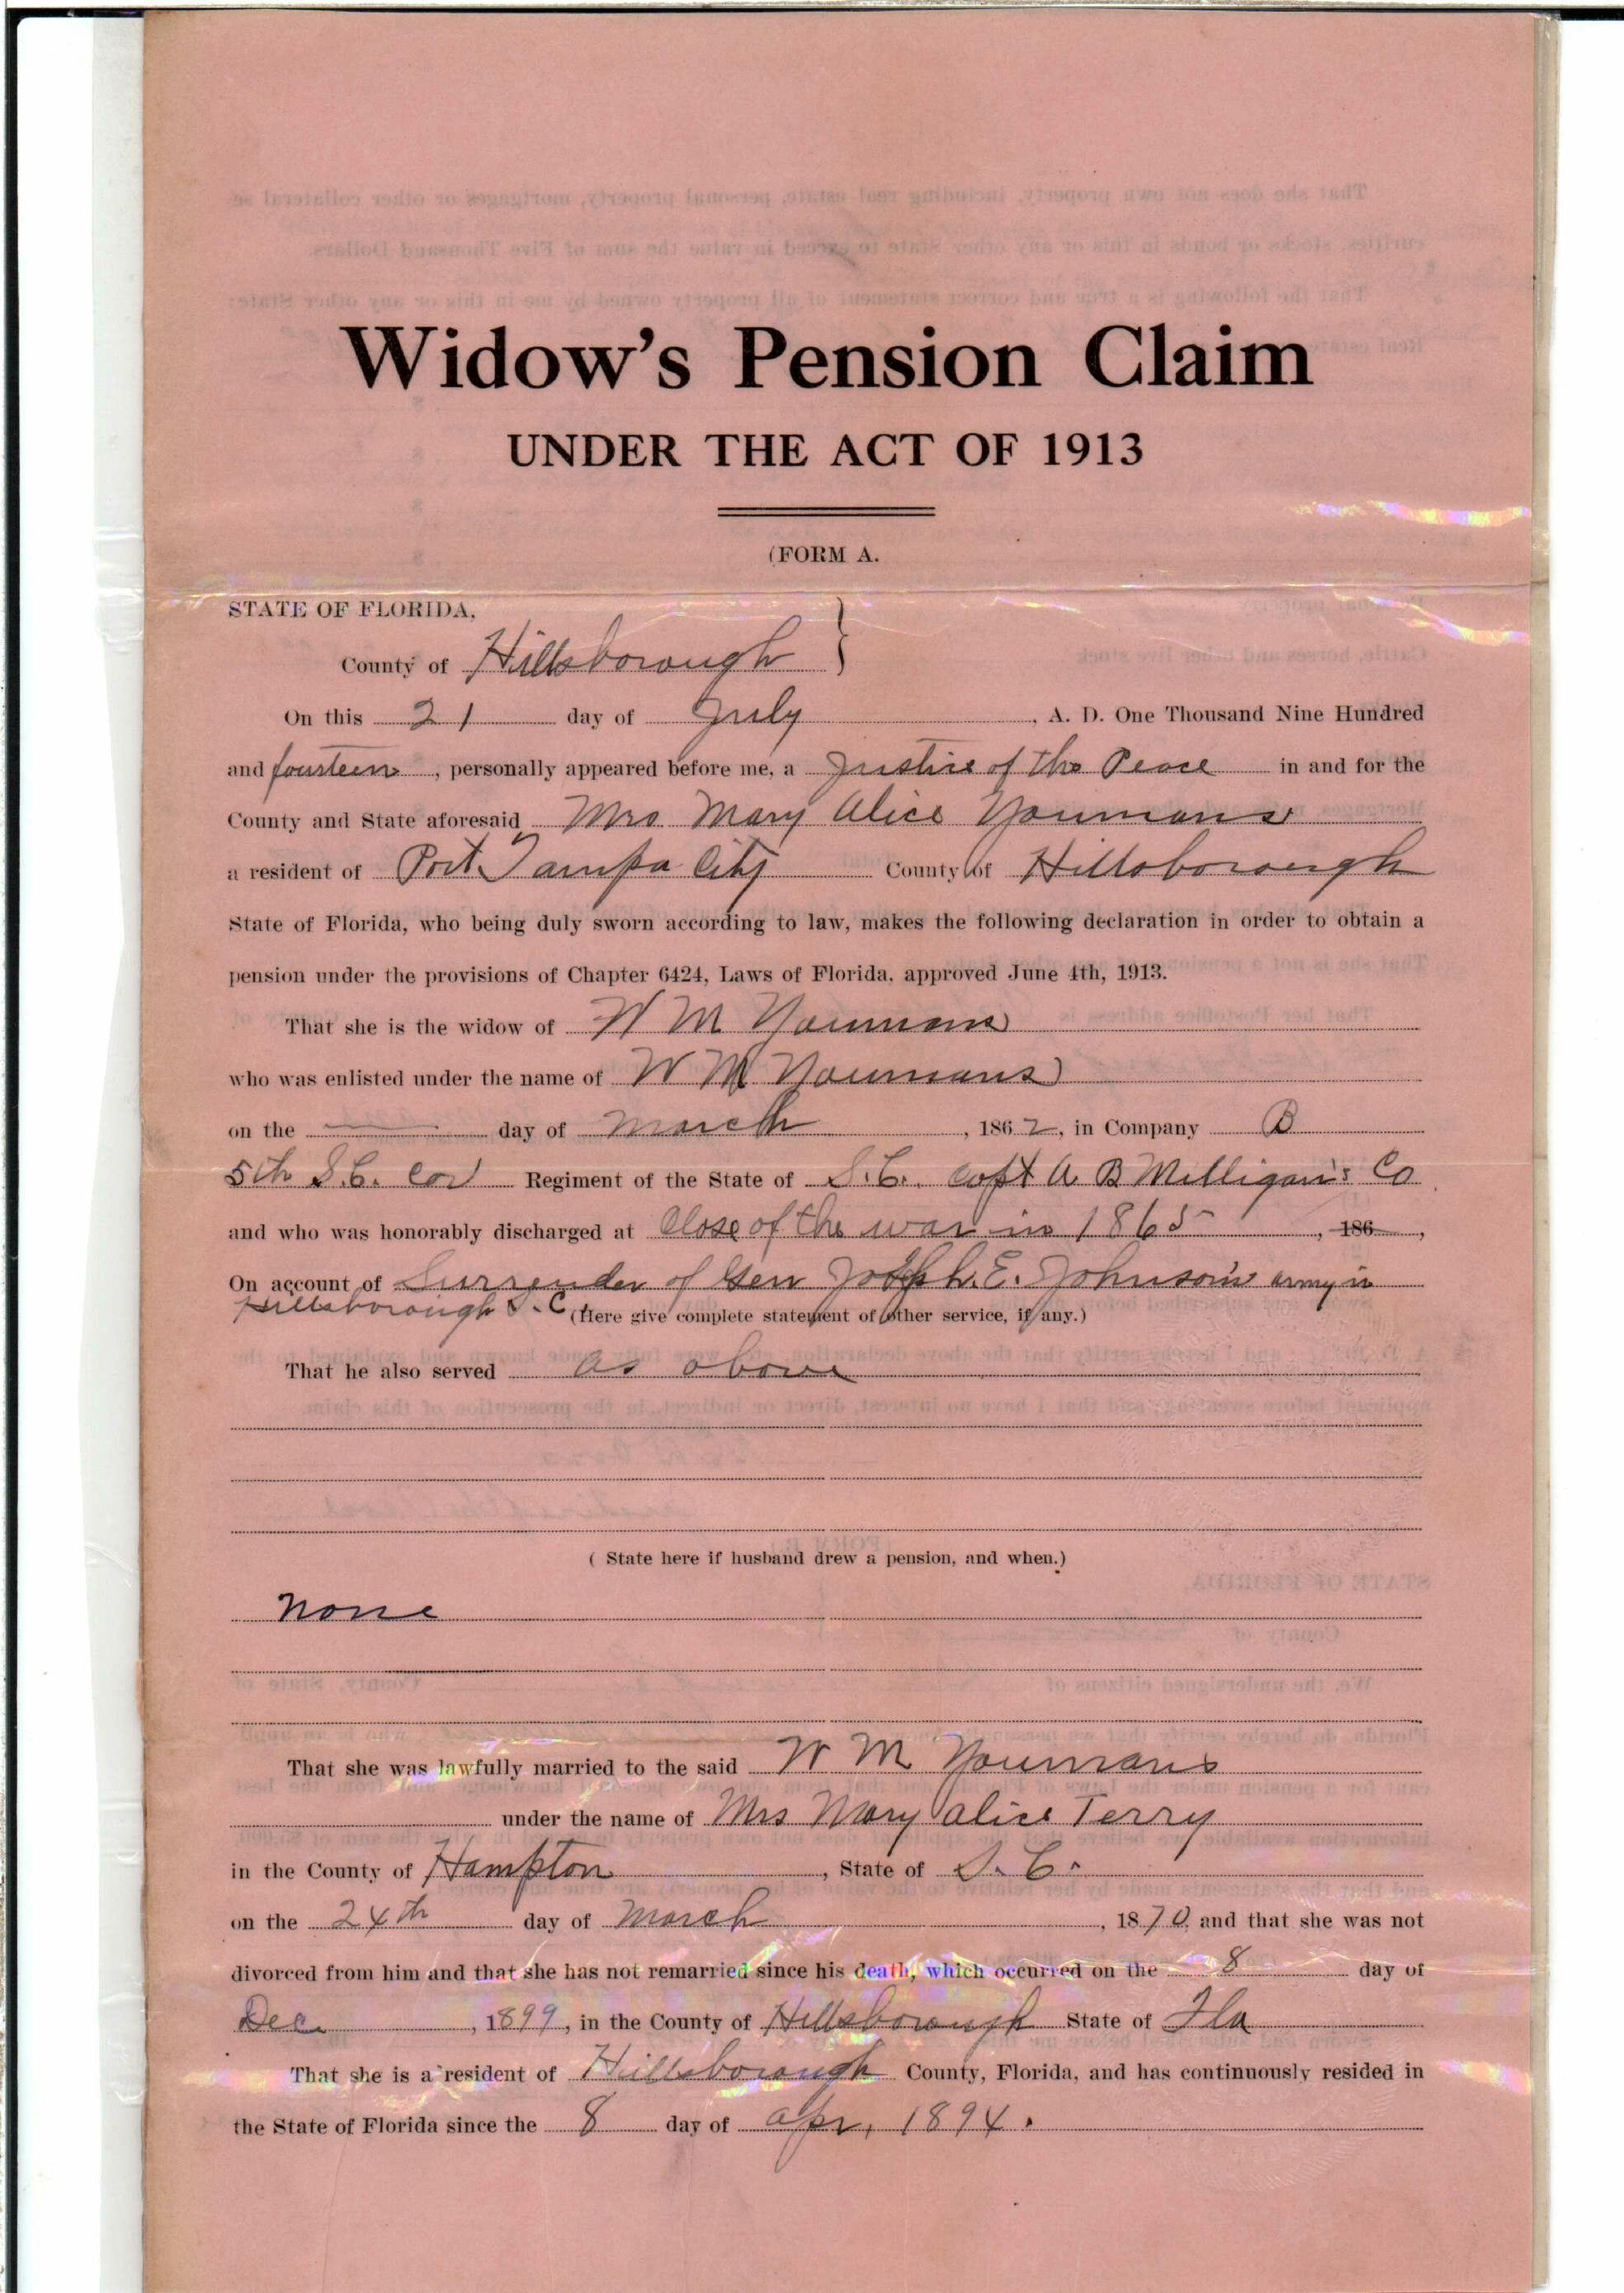 Widow's Pension Claim
UNDER THE ACT OF 1913
(FORM A.
STATE OF FLORIDA,
County of Hillsborough }
On this 21 day of July, A. D. One Thousand Nine Hundred
and fourteen, personally appeared before me, a Justice of the Peace in and for the
County and State aforesaid Mrs Mary Alice Youmans
a resident of Port Tampa City County of Hillsborough
State of Florida, who being duly sworn according to law, makes the following declaration in order to obtain a
pension under the provisions of Chapter 6424, Laws of Florida, approved June 4th, 1913.
That she is the widow of W M Youmans
who was enlisted under the name of W M Youmans
on the — day of March, 1862, in Company B
5th S.C. Cav Regiment of the State of S.C. Capt A B Milligan's Co
and who was honorably discharged at Close of the war in 1865, 186 ,
On account of Surrender of Gen Joseph E. Johnson's army in
Hillsborough C
(Here give complete statement of other service, if any.)
That he also served as above
( State here if husband drew a pension, and when.)
None
That she was lawfully married to the said W M Youmans
under the name of Mrs Mary Alice Terry
in the County of Hampton, State of S. C.
on the 24th day of March, 1870, and that she was not
divorced from him and that she has not remarried since his death, which occurred on the 8 day of
Dec., 1899, in the County of Hillsborough State of Fla
That she is a resident of Hillsborough County, Florida, and has continuously resided in
the State of Florida since the 8 day of Apr, 1894.